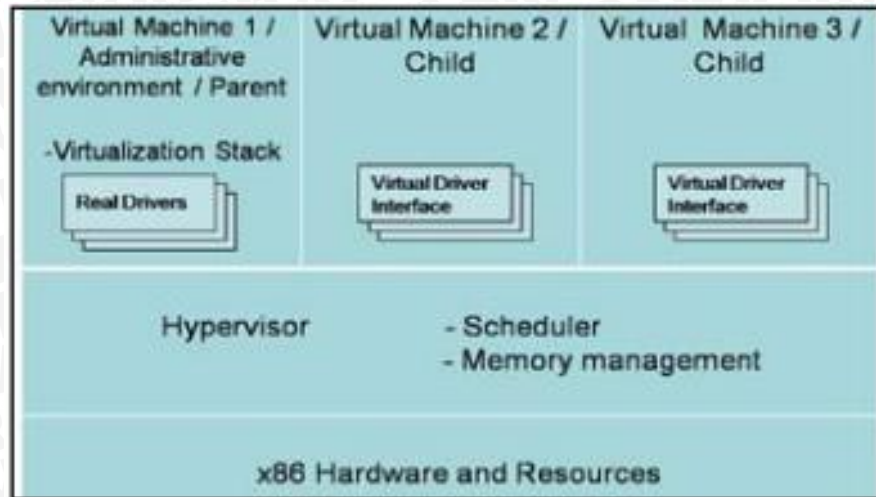 Virtual Machine 1 /
Administrative
environment / Parent
-Virtualization Stack
Real Drivers
Virtual Machine 2 /
Child
Virtual Driver
Interface
Virtual Machine 3 /
Child
Virtual Driver
Interface
Hypervisor
- Scheduler
- Memory management
x86 Hardware and Resources